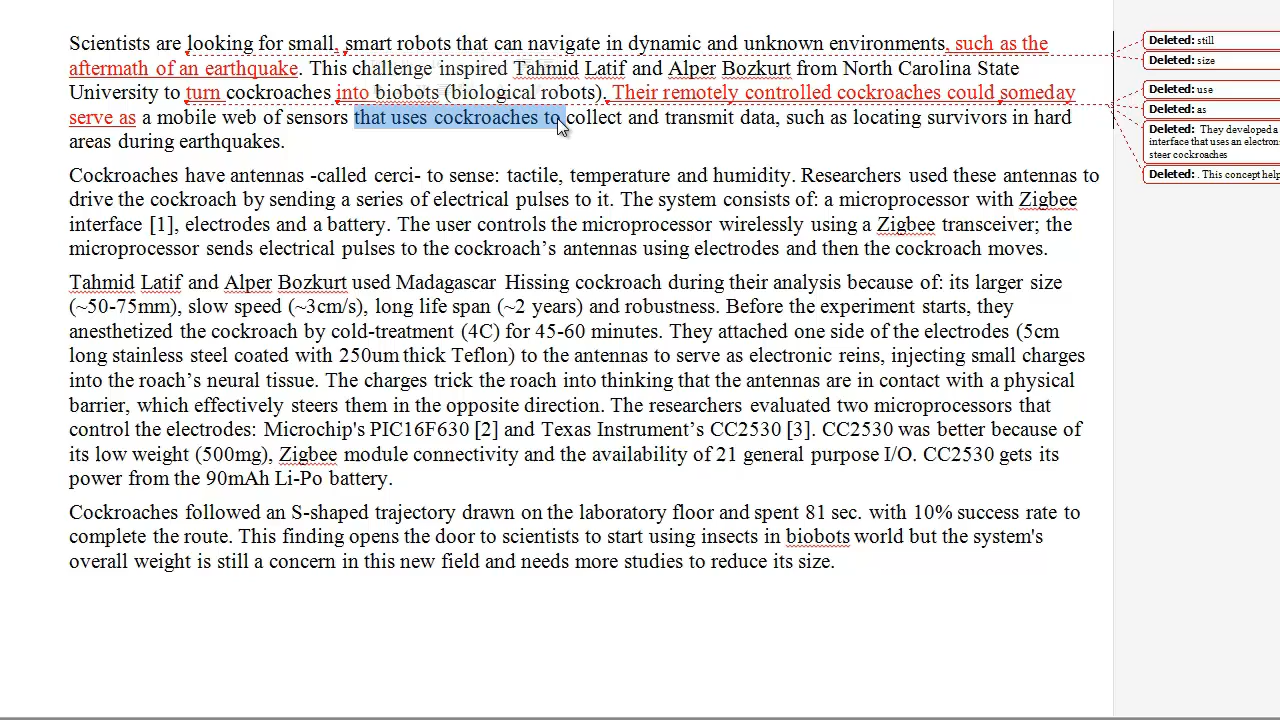 Scientists are looking for small, smart robots that can navigate in dynamic and unknown environments, such as the
aftermath of an earthquake. This challenge inspired Tahmid Latif and Alper Bozkurt from North Carolina State
University to turn cockroaches into biobots (biological robots). Their remotely controlled cockroaches could someday
serve as a mobile web of sensors that uses cockroaches to collect and transmit data, such as locating survivors in hard
areas during earthquakes.
Cockroaches have antennas -called cerci- to sense: tactile, temperature and humidity. Researchers used these antennas to
drive the cockroach by sending a series of electrical pulses to it. The system consists of: a microprocessor with Zigbee
interface [1], electrodes and a battery. The user controls the microprocessor wirelessly using a Zigbee transceiver; the
microprocessor sends electrical pulses to the cockroach's antennas using electrodes and then the cockroach moves.
Tahmid Latif and Alper Bozkurt used Madagascar Hissing cockroach during their analysis because of: its larger size
(~50-75mm), slow speed (~3cm/s), long life span (~2 years) and robustness. Before the experiment starts, they
anesthetized the cockroach by cold-treatment (4C) for 45-60 minutes. They attached one side of the electrodes (5cm
long stainless steel coated with 250um thick Teflon) to the antennas to serve as electronic reins, injecting small charges
into the roach's neural tissue. The charges trick the roach into thinking that the antennas are in contact with a physical
barrier, which effectively steers them in the opposite direction. The researchers evaluated two microprocessors that
control the electrodes: Microchip's PIC16F630 [2] and Texas Instrument's CC2530 [3]. CC2530 was better because of
its low weight (500mg), Zigbee module connectivity and the availability of 21 general purpose I/O. CC2530 gets its
power from the 90mAh Li-Po battery.
Cockroaches followed an S-shaped trajectory drawn on the laboratory floor and spent 81 sec. with 10% success rate to
complete the route. This finding opens the door to scientists to start using insects in biobots world but the system's
overall weight is still a concern in this new field and needs more studies to reduce its size.
Deleted: still
Deleted: size
Deleted: use
Deleted: as
Deleted: They developed a
interface that uses an electron
steer cockroaches
Deleted: . This concept help